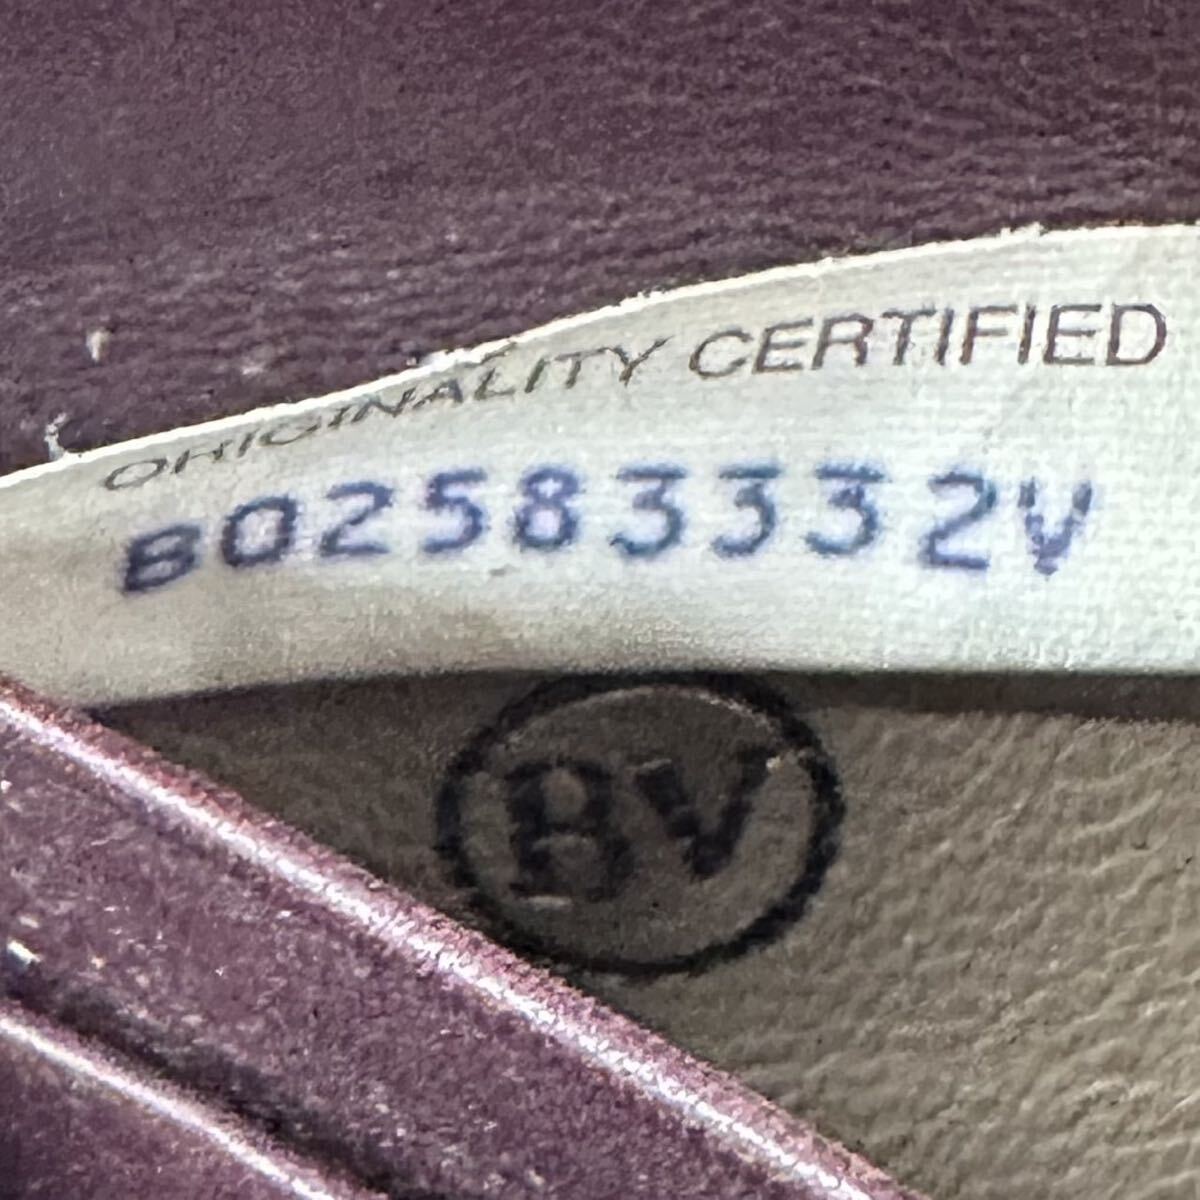 ORIGINALITY CERTIFIED
B02583332V
BV